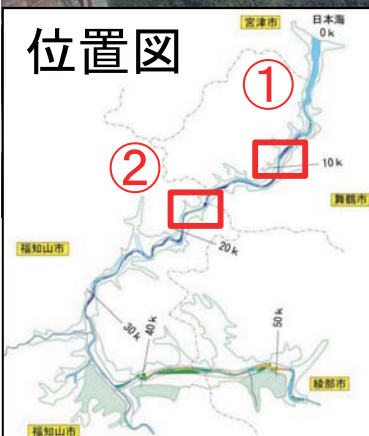 位置図
宮津市
日本海
0k
①
10k
舞鶴市
②
20k
福知山市
30k
40k
50k
綾部市
福知山市